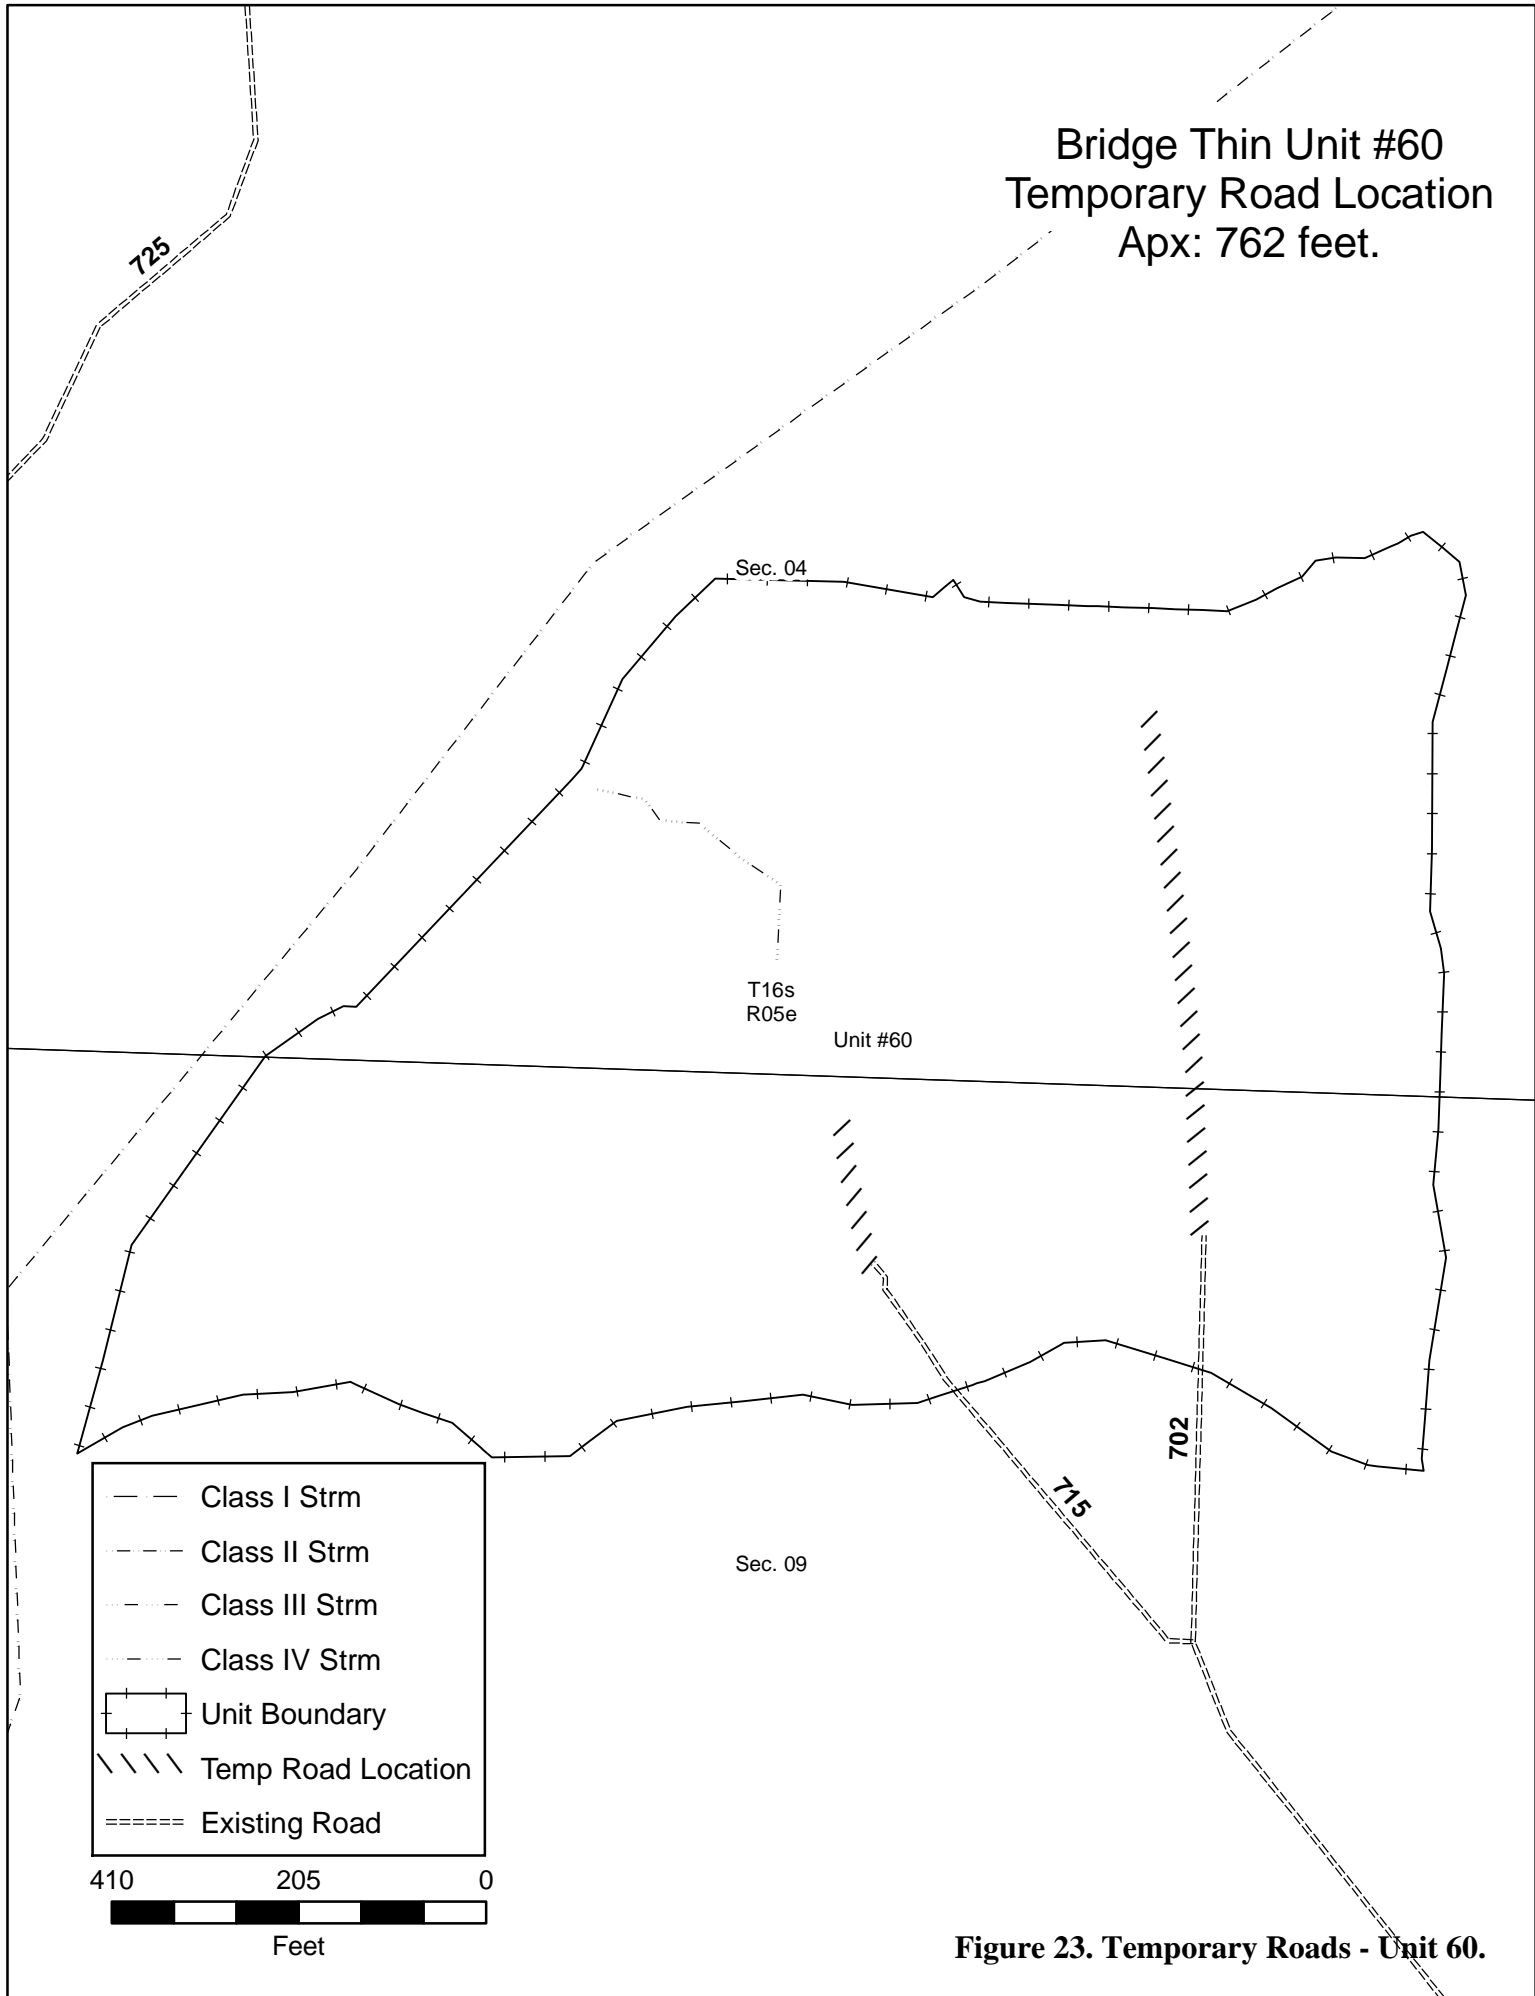 Bridge Thin Unit #60
Temporary Road Location
Apx: 762 feet.
725
Sec. 04
T16s
R05e
Unit #60
702
715
Sec. 09
Class I Strm
Class II Strm
Class III Strm
Class IV Strm
Unit Boundary
Temp Road Location
Existing Road
410 205 0
Feet
Figure 23. Temporary Roads - Unit 60.